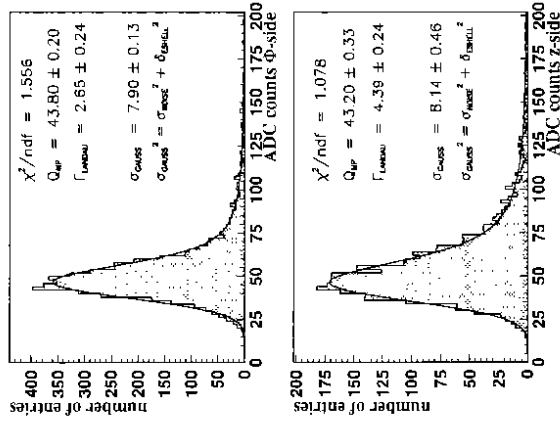 number of entries
400
350
300
250
200
150
100
50
0
χ²/ndf = 1.556
Q_MP = 43.80 ± 0.20
Γ_LANDAU = 2.65 ± 0.24
σ_GAUSS = 7.90 ± 0.13
σ_GAUSS² = σ_NOISE² + δ_ESHELL²
0 25 50 75 100 125 150 175 200
ADC counts Φ-side
number of entries
200
175
150
125
100
75
50
25
0
χ²/ndf = 1.078
Q_MP = 43.20 ± 0.33
Γ_LANDAU = 4.39 ± 0.24
σ_GAUSS = 8.14 ± 0.46
σ_GAUSS² = σ_NOISE² + δ_ESHELL²
0 25 50 75 100 125 150 175 200
ADC counts z-side